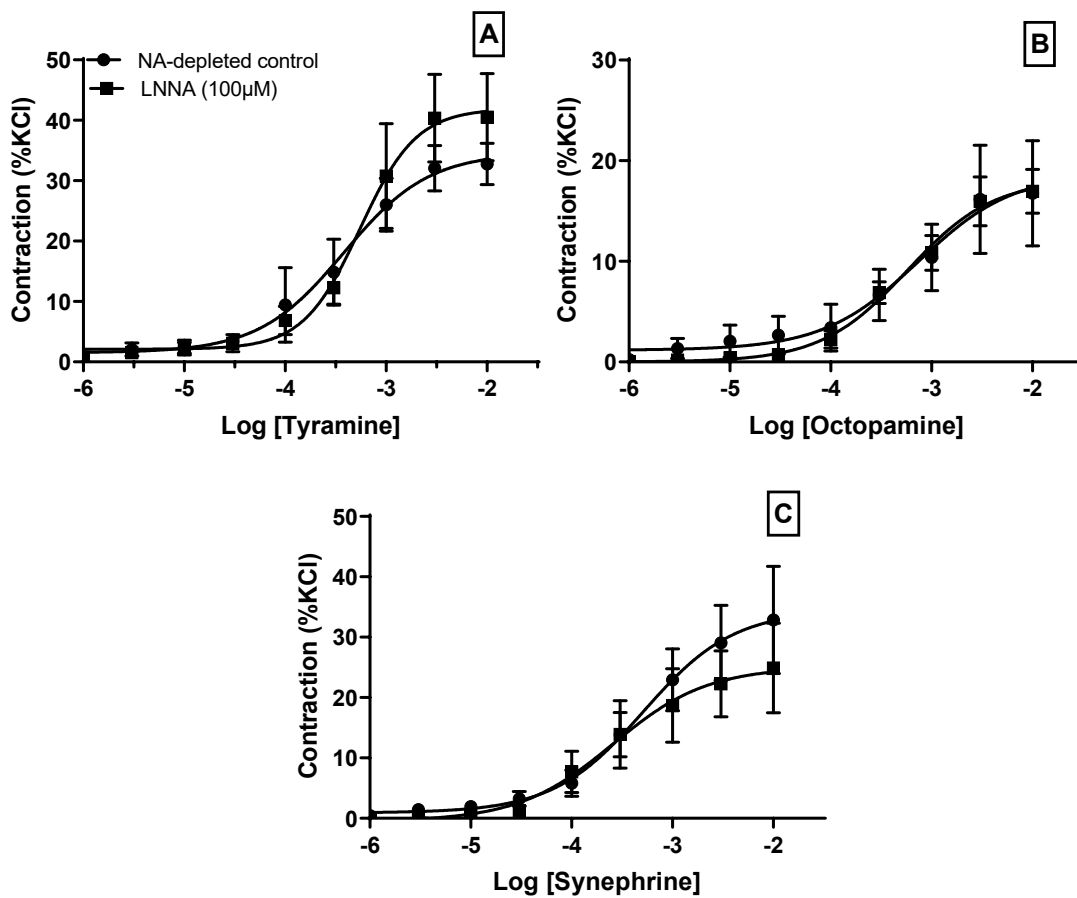 A
50
40
30
20
10
0
Contraction (%KCl)
NA-depleted control
LNNA (100µM)
-6 -5 -4 -3 -2
Log [Tyramine]
B
30
20
10
0
Contraction (%KCl)
-6 -5 -4 -3 -2
Log [Octopamine]
C
50
40
30
20
10
0
Contraction (%KCl)
-6 -5 -4 -3 -2
Log [Synephrine]